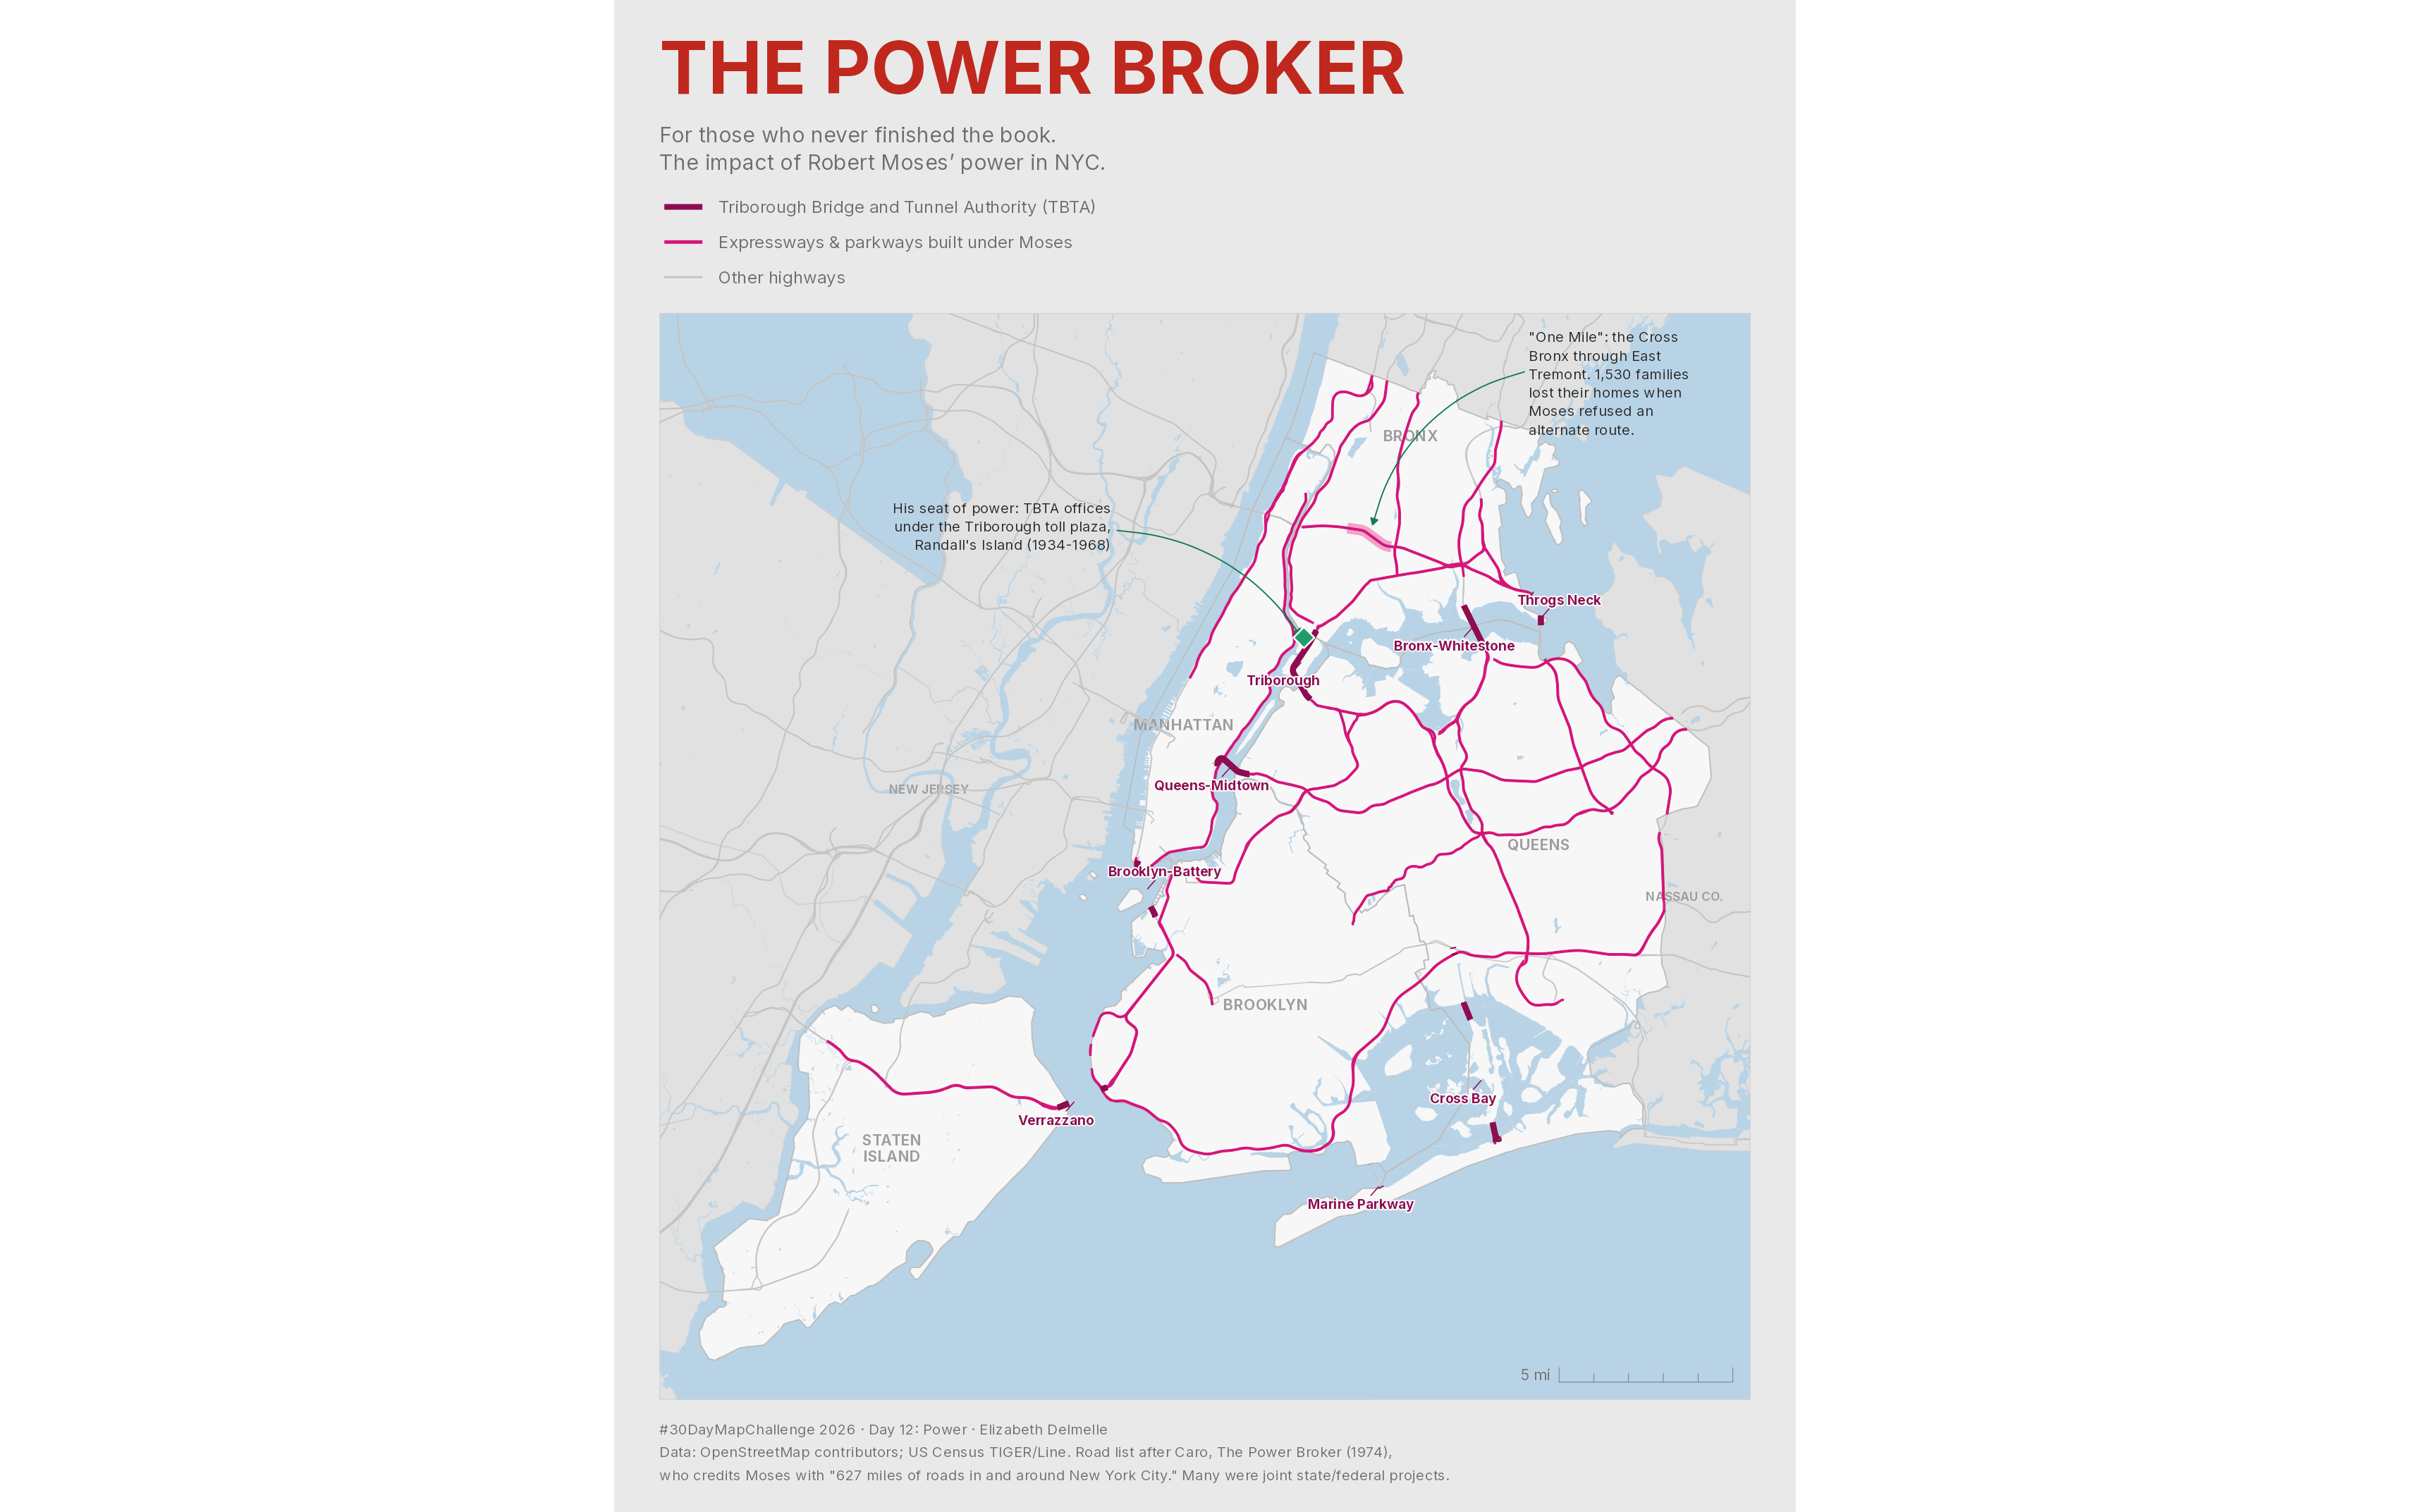 THE POWER BROKER
For those who never finished the book.
The impact of Robert Moses’ power in NYC.
Triborough Bridge and Tunnel Authority (TBTA)
Expressways & parkways built under Moses
Other highways
"One Mile": the Cross
Bronx through East
Tremont. 1,530 families
lost their homes when
Moses refused an
alternate route.
BRONX
His seat of power: TBTA offices
under the Triborough toll plaza,
Randall's Island (1934-1968)
Throgs Neck
Bronx-Whitestone
Triborough
MANHATTAN
Queens-Midtown
NEW JERSEY
QUEENS
Brooklyn-Battery
NASSAU CO.
BROOKLYN
Cross Bay
Verrazzano
STATEN
ISLAND
Marine Parkway
5 mi
#30DayMapChallenge 2026 · Day 12: Power · Elizabeth Delmelle
Data: OpenStreetMap contributors; US Census TIGER/Line. Road list after Caro, The Power Broker (1974),
who credits Moses with "627 miles of roads in and around New York City." Many were joint state/federal projects.